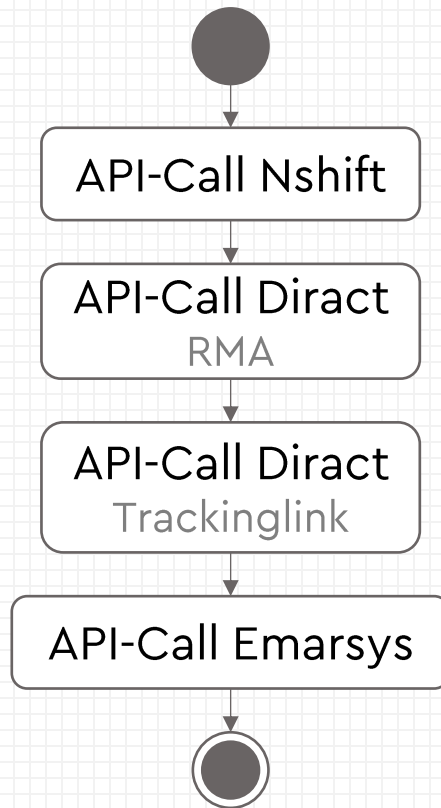 API-Call Nshift
API-Call Diract
RMA
API-Call Diract
Trackinglink
API-Call Emarsys